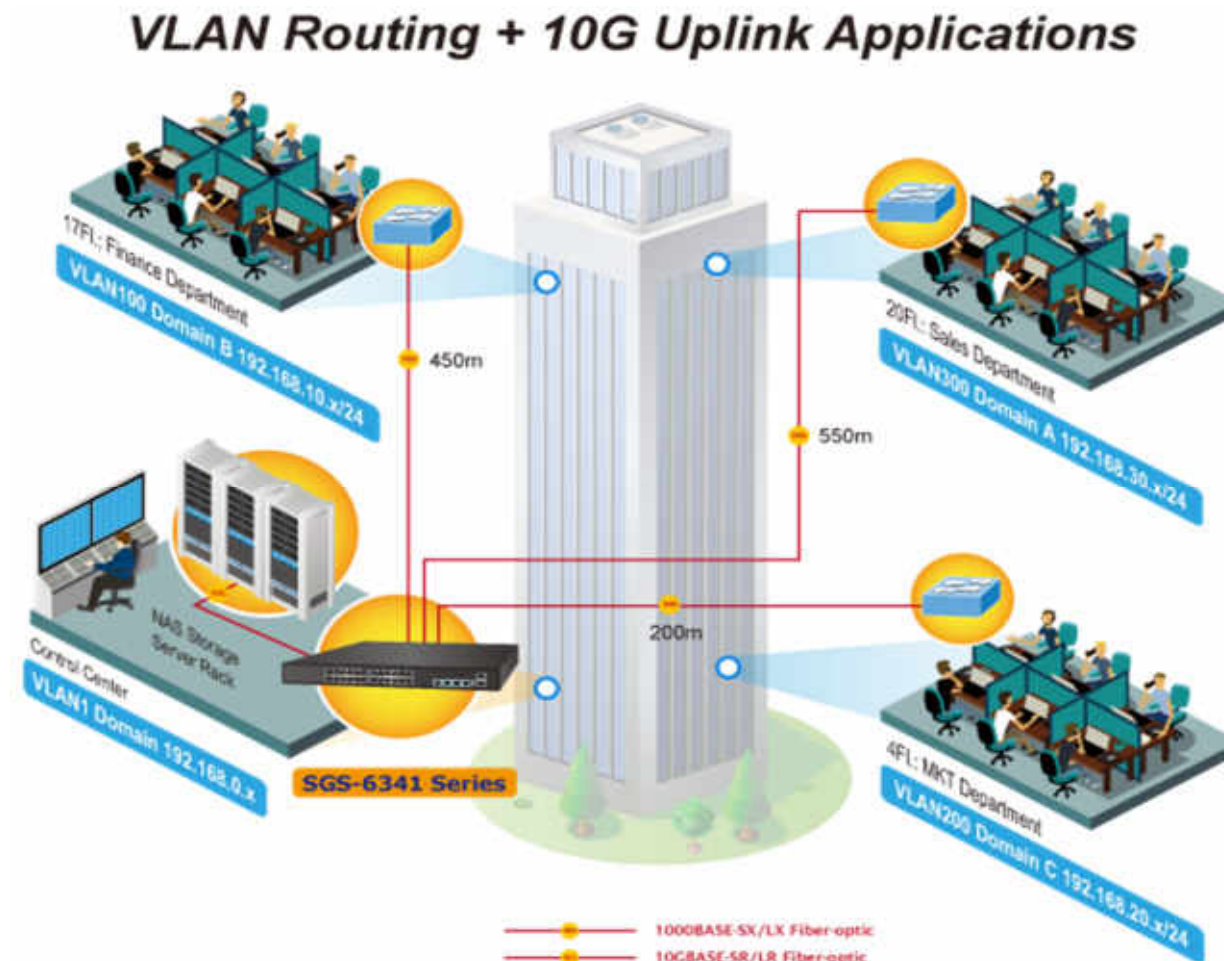 VLAN Routing + 10G Uplink Applications
17Fl.; Finance Department
VLAN100 Domain B 192.168.10.x/24
450m
20Fl.: Sales Department
VLAN300 Domain A 192.168.30.x/24
550m
NAS Storage
Server Rack
Control Center
VLAN1 Domain 192.168.0.x
SGS-6341 Series
200m
4Fl.: MKT Department
VLAN200 Domain C 192.168.20.x/24
1000BASE-SX/LX Fiber-optic
10GBASE-SR/LR Fiber-optic